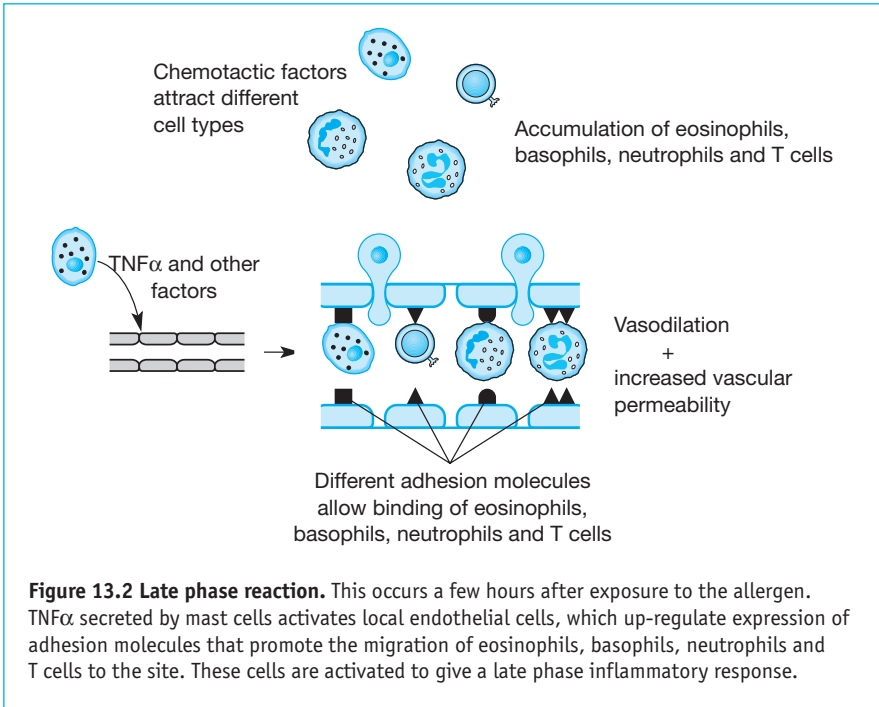 Chemotactic factors
attract different
cell types
Accumulation of eosinophils,
basophils, neutrophils and T cells
TNFα and other
factors
Vasodilation
+
increased vascular
permeability
Different adhesion molecules
allow binding of eosinophils,
basophils, neutrophils and T cells
Figure 13.2 Late phase reaction. This occurs a few hours after exposure to the allergen.
TNFα secreted by mast cells activates local endothelial cells, which up-regulate expression of
adhesion molecules that promote the migration of eosinophils, basophils, neutrophils and
T cells to the site. These cells are activated to give a late phase inflammatory response.